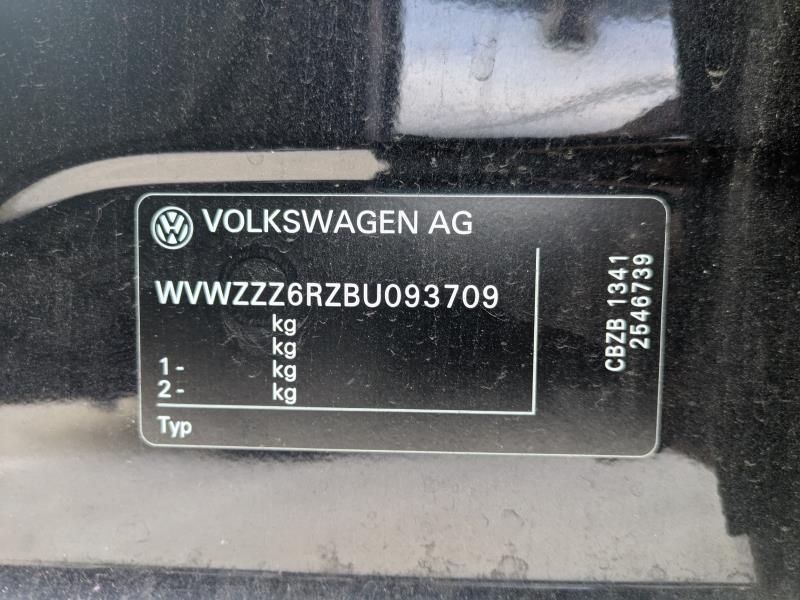 VOLKSWAGEN AG
WVWZZZ6RZBU093709
kg
kg
1- kg
2- kg
Typ
CBZB 1341
2546739